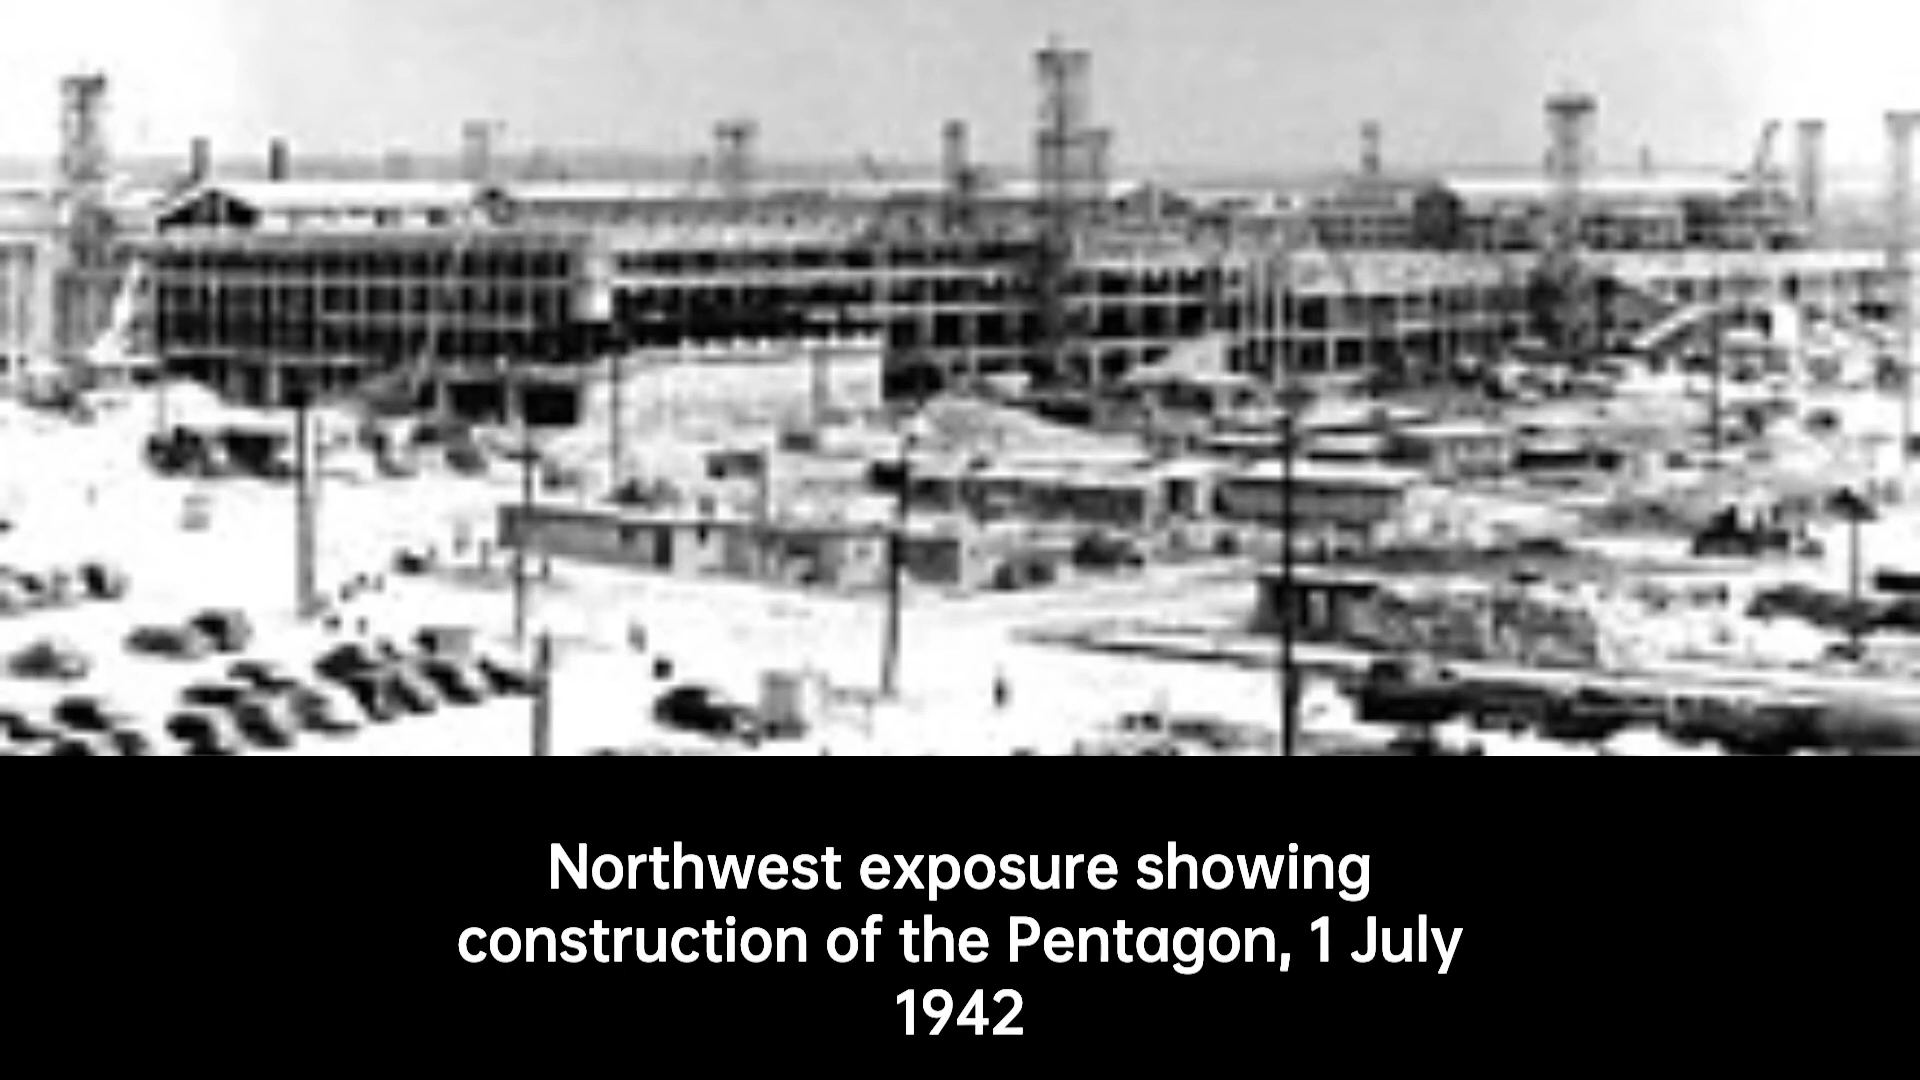 Northwest exposure showing
construction of the Pentagon, 1 July
1942